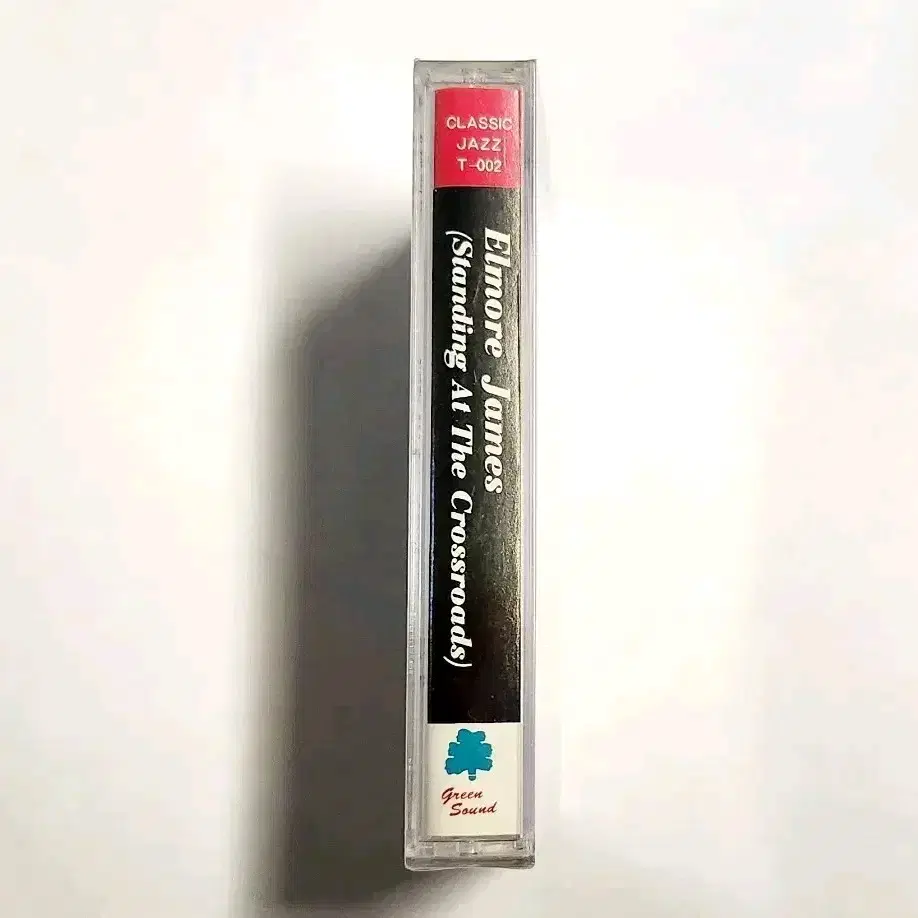 CLASSIC
JAZZ
T-002
Elmore James
(Standing At The Crossroads)
Green
Sound